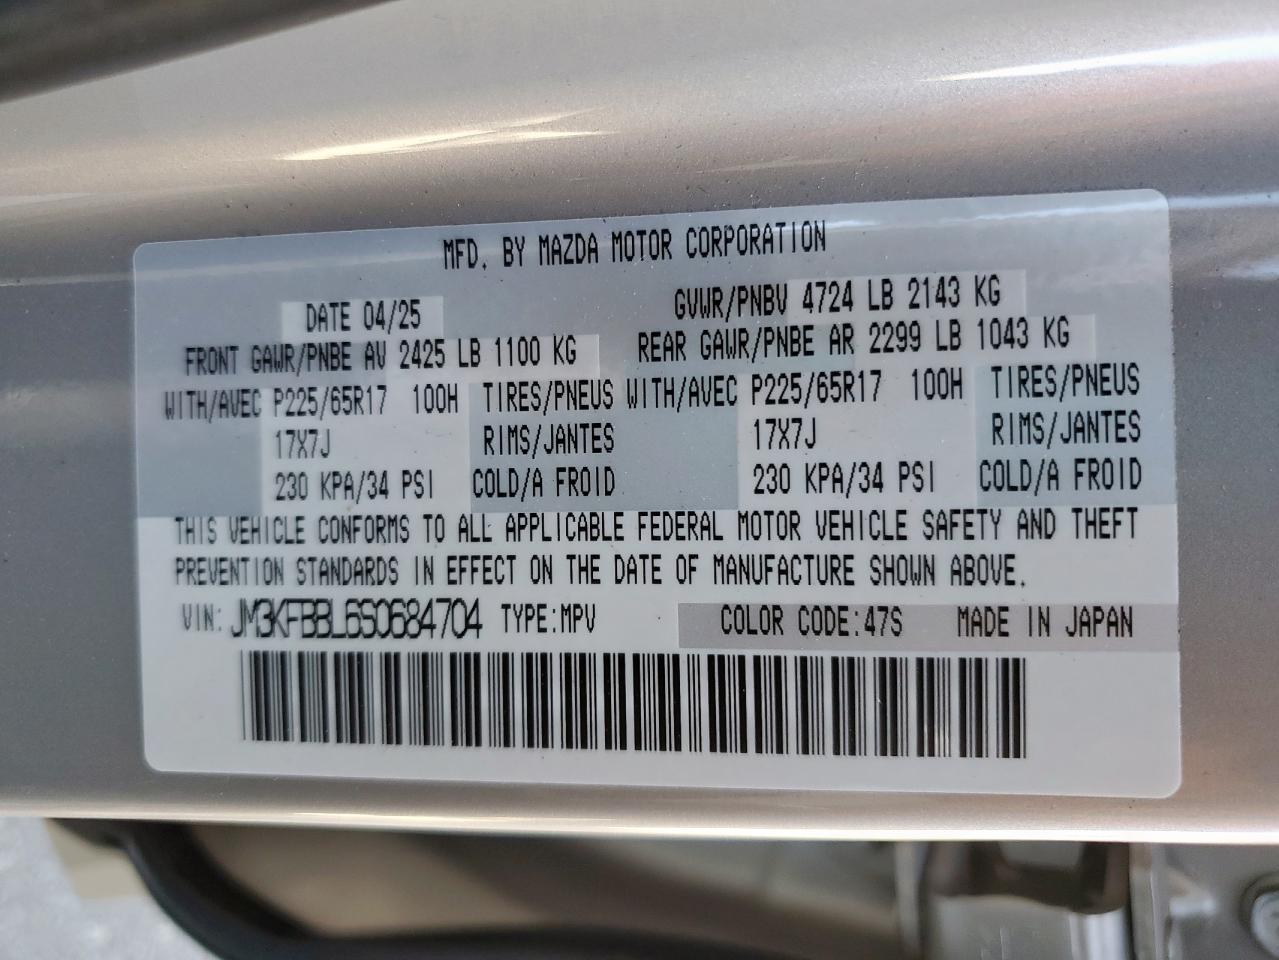 MFD. BY MAZDA MOTOR CORPORATION
DATE 04/25 GVWR/PNBV 4724 LB 2143 KG
FRONT GAWR/PNBE AV 2425 LB 1100 KG REAR GAWR/PNBE AR 2299 LB 1043 KG
WITH/AVEC P225/65R17 100H TIRES/PNEUS WITH/AVEC P225/65R17 100H TIRES/PNEUS
17X7J RIMS/JANTES 17X7J RIMS/JANTES
230 KPA/34 PSI COLD/A FROID 230 KPA/34 PSI COLD/A FROID
THIS VEHICLE CONFORMS TO ALL APPLICABLE FEDERAL MOTOR VEHICLE SAFETY AND THEFT
PREVENTION STANDARDS IN EFFECT ON THE DATE OF MANUFACTURE SHOWN ABOVE.
VIN: JM3KFBBL6S0684704 TYPE:MPV COLOR CODE:47S MADE IN JAPAN